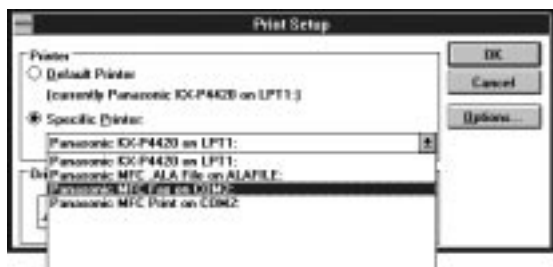 Print Setup
Printer
Default Printer
(currently Panasonic KX-P4420 on LPT1:)
Specific Printer:
Panasonic KX-P4420 on LPT1:
Panasonic KX-P4420 on LPT1:
Panasonic MFC .ALA File on ALAFILE:
Panasonic MFC Fax on COM2:
Panasonic MFC Print on COM2:
OK
Cancel
Options...